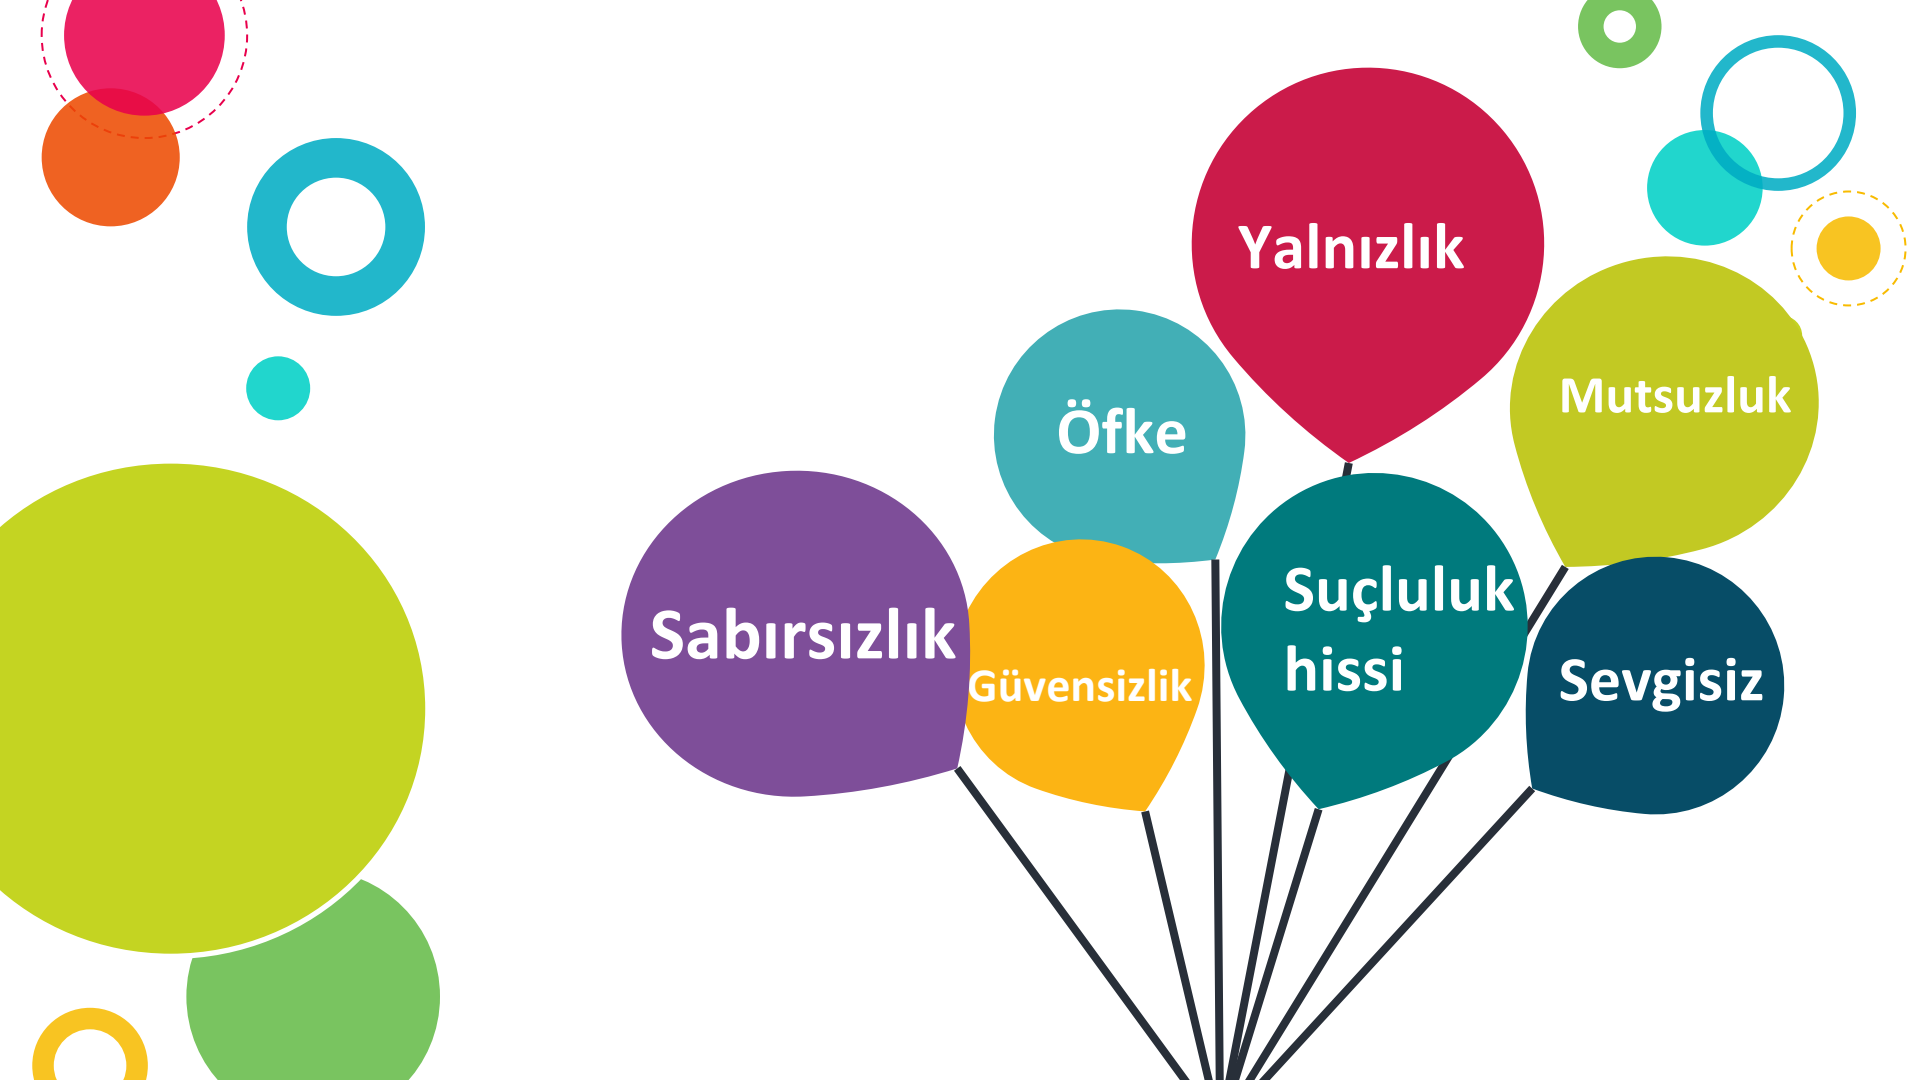 Yalnızlık
Mutsuzluk
Öfke
Suçluluk
hissi
Sabırsızlık
Güvensizlik
Sevgisiz